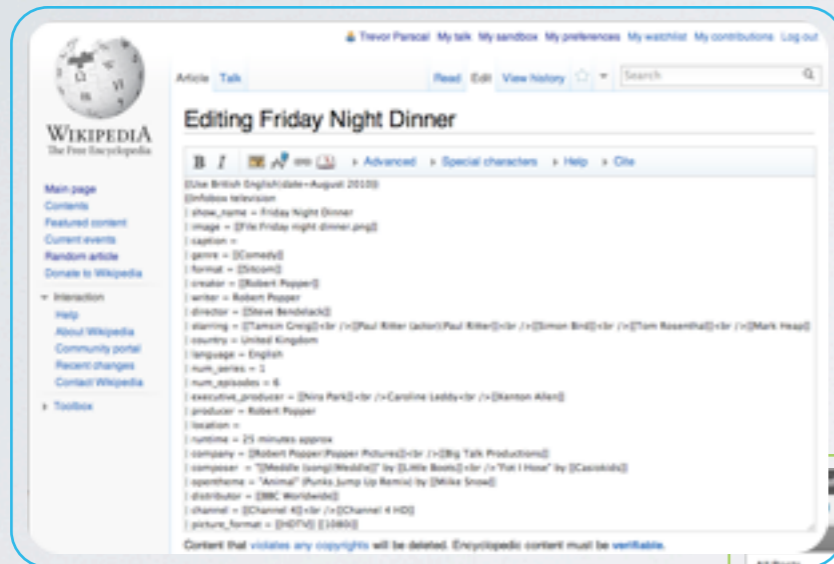 Trevor Parscal My talk My sandbox My preferences My watchlist My contributions Log out
Article Talk Read Edit View history Search
WIKIPEDIA
The Free Encyclopedia
Main page
Contents
Featured content
Current events
Random article
Donate to Wikipedia
Interaction
Help
About Wikipedia
Community portal
Recent changes
Contact Wikipedia
Toolbox
Editing Friday Night Dinner
B I Advanced Special characters Help Cite
{{Use British English|date=August 2010}}
{{Infobox television
| show_name = Friday Night Dinner
| image = [[File:Friday night dinner.png]]
| caption =
| genre = [[Comedy]]
| format = [[Sitcom]]
| creator = [[Robert Popper]]
| writer = Robert Popper
| director = [[Steve Bendelack]]
| starring = [[Tamsin Greig]]<br />[[Paul Ritter (actor)|Paul Ritter]]<br />[[Simon Bird]]<br />[[Tom Rosenthal]]<br />[[Mark Heap]]
| country = United Kingdom
| language = English
| num_series = 1
| num_episodes = 6
| executive_producer = [[Nira Park]]<br />Caroline Leddy<br />[[Kenton Allen]]
| producer = Robert Popper
| location =
| runtime = 25 minutes approx
| company = [[Robert Popper|Popper Pictures]]<br />[[Big Talk Productions]]
| composer = "[[Meddle (song)|Meddle]]" by [[Little Boots]]<br />"Fot I Hose" by [[Casiokids]]
| opentheme = "Animal" (Punks Jump Up Remix) by [[Miike Snow]]
| distributor = [[BBC Worldwide]]
| channel = [[Channel 4]]<br />[[Channel 4 HD]]
| picture_format = [[HDTV]] [[1080i]]
Content that violates any copyrights will be deleted. Encyclopedic content must be verifiable.